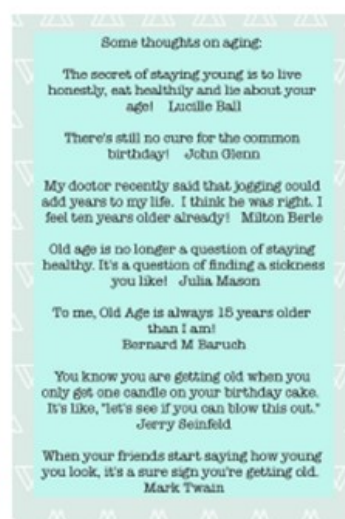 Some thoughts on aging:
The secret of staying young is to live
honestly, eat healthily and lie about your
age!   Lucille Ball
There's still no cure for the common
birthday!   John Glenn
My doctor recently said that jogging could
add years to my life.  I think he was right. I
feel ten years older already!   Milton Berle
Old age is no longer a question of staying
healthy. It's a question of finding a sickness
you like!   Julia Mason
To me, Old Age is always 15 years older
than I am!
Bernard M Baruch
You know you are getting old when you
only get one candle on your birthday cake.
It's like, "let's see if you can blow this out."
Jerry Seinfeld
When your friends start saying how young
you look, it's a sure sign you're getting old.
Mark Twain